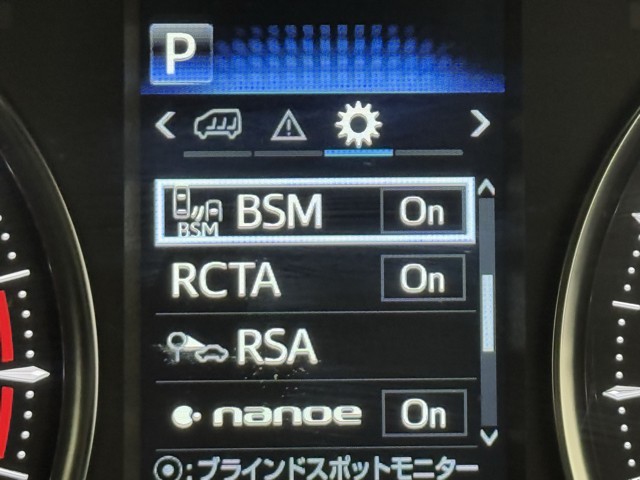 P
BSM BSM On
RCTA On
RSA
nanoe On
:ブラインドスポットモニター